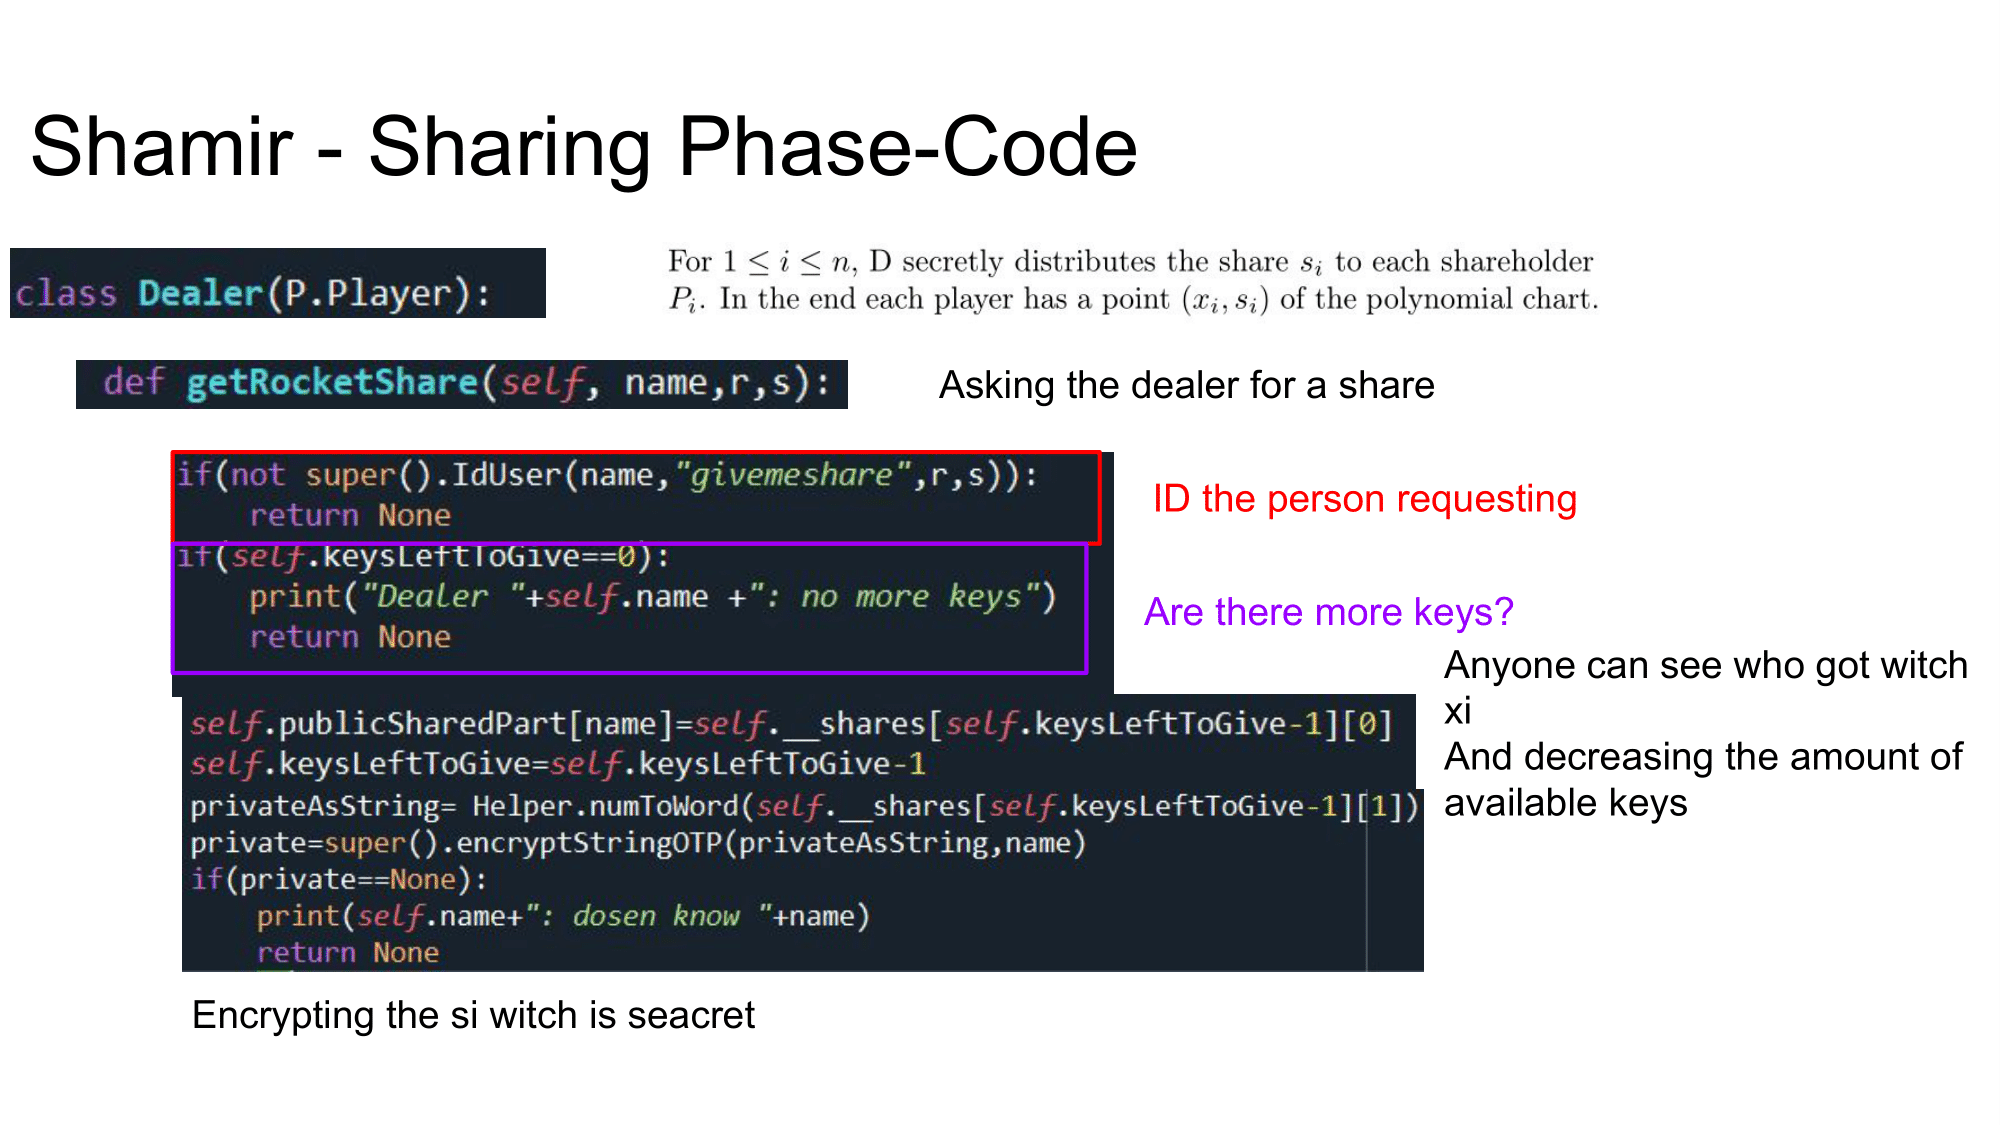 Shamir - Sharing Phase-Code
class Dealer(P.Player):
For 1 ≤ i ≤ n, D secretly distributes the share sᵢ to each shareholder
Pᵢ. In the end each player has a point (xᵢ, sᵢ) of the polynomial chart.
def getRocketShare(self, name,r,s):
Asking the dealer for a share
if(not super().IdUser(name,"givemeshare",r,s)):
return None
ID the person requesting
if(self.keysLeftToGive==0):
print("Dealer "+self.name +": no more keys")
return None
Are there more keys?
self.publicSharedPart[name]=self.__shares[self.keysLeftToGive-1][0]
self.keysLeftToGive=self.keysLeftToGive-1
privateAsString= Helper.numToWord(self.__shares[self.keysLeftToGive-1][1])
private=super().encryptStringOTP(privateAsString,name)
if(private==None):
print(self.name+": dosen know "+name)
return None
Anyone can see who got witch
xi
And decreasing the amount of
available keys
Encrypting the si witch is seacret